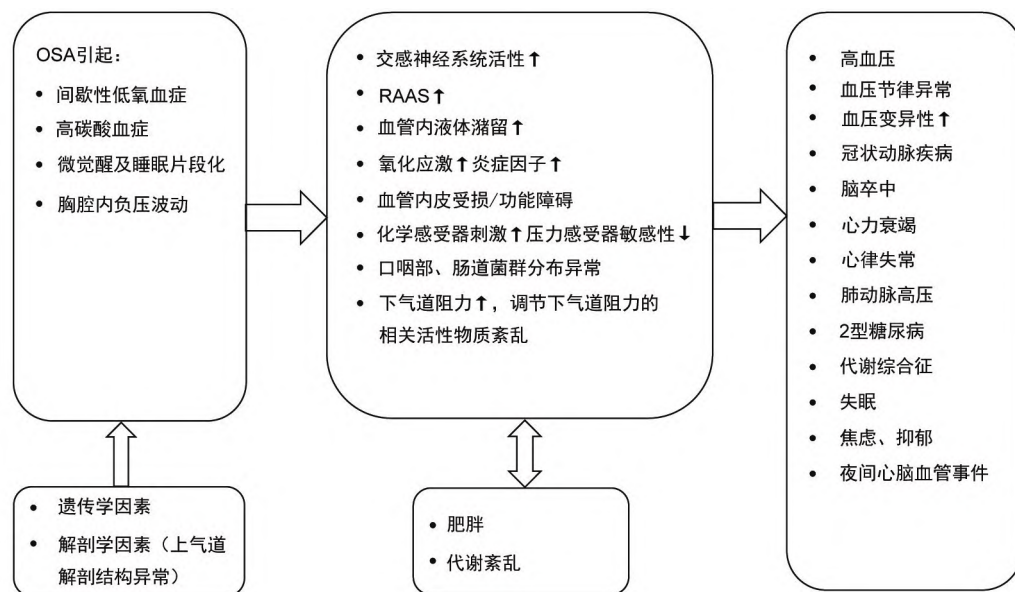 OSA引起：
• 间歇性低氧血症
• 高碳酸血症
• 微觉醒及睡眠片段化
• 胸腔内负压波动
• 遗传学因素
• 解剖学因素（上气道
解剖结构异常）
• 交感神经系统活性↑
• RAAS↑
• 血管内液体潴留↑
• 氧化应激↑炎症因子↑
• 血管内皮受损/功能障碍
• 化学感受器刺激↑压力感受器敏感性↓
• 口咽部、肠道菌群分布异常
• 下气道阻力↑，调节下气道阻力的
相关活性物质紊乱
• 肥胖
• 代谢紊乱
• 高血压
• 血压节律异常
• 血压变异性↑
• 冠状动脉疾病
• 脑卒中
• 心力衰竭
• 心律失常
• 肺动脉高压
• 2型糖尿病
• 代谢综合征
• 失眠
• 焦虑、抑郁
• 夜间心脑血管事件